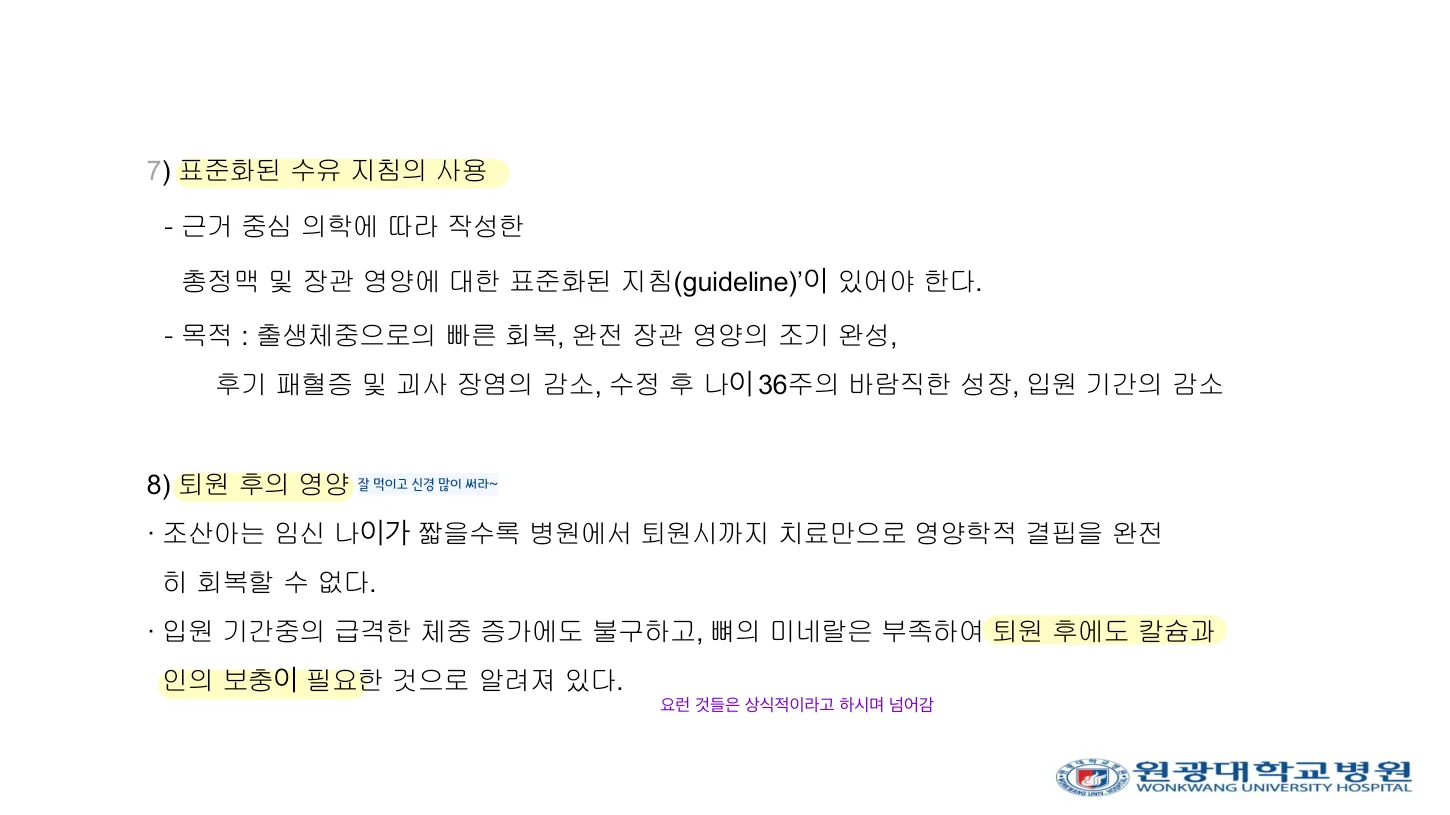 7) 표준화된 수유 지침의 사용
- 근거 중심 의학에 따라 작성한
총정맥 및 장관 영양에 대한 표준화된 지침(guideline)’이 있어야 한다.
- 목적 : 출생체중으로의 빠른 회복, 완전 장관 영양의 조기 완성,
후기 패혈증 및 괴사 장염의 감소, 수정 후 나이 36주의 바람직한 성장, 입원 기간의 감소
8) 퇴원 후의 영양 잘 먹이고 신경 많이 써라~
· 조산아는 임신 나이가 짧을수록 병원에서 퇴원시까지 치료만으로 영양학적 결핍을 완전
히 회복할 수 없다.
· 입원 기간중의 급격한 체중 증가에도 불구하고, 뼈의 미네랄은 부족하여 퇴원 후에도 칼슘과
인의 보충이 필요한 것으로 알려져 있다.
요런 것들은 상식적이라고 하시며 넘어감
원광대학교병원
WONKWANG UNIVERSITY HOSPITAL